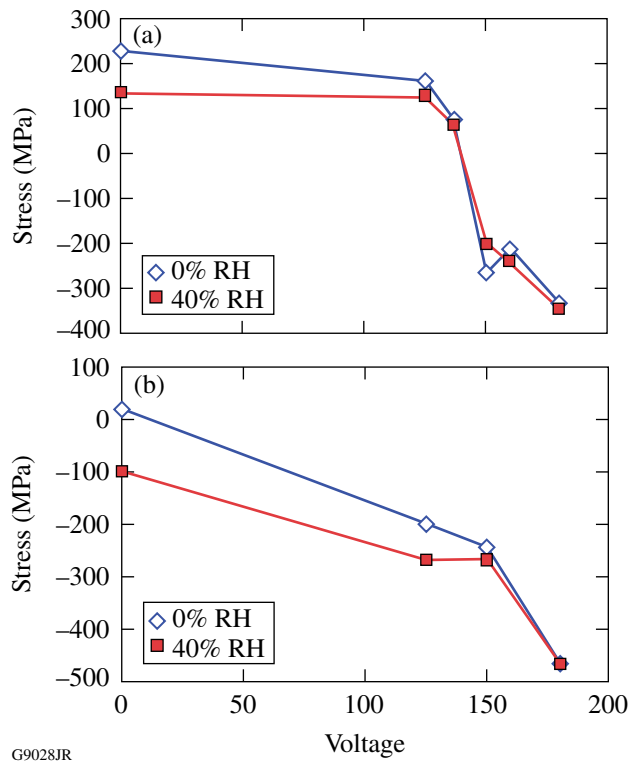 300
(a)
200
100
0
–100
–200
–300
–400
Stress (MPa)
0% RH
40% RH
100
(b)
0
–100
–200
–300
–400
–500
Stress (MPa)
0% RH
40% RH
0 50 100 150 200
Voltage
G9028JR